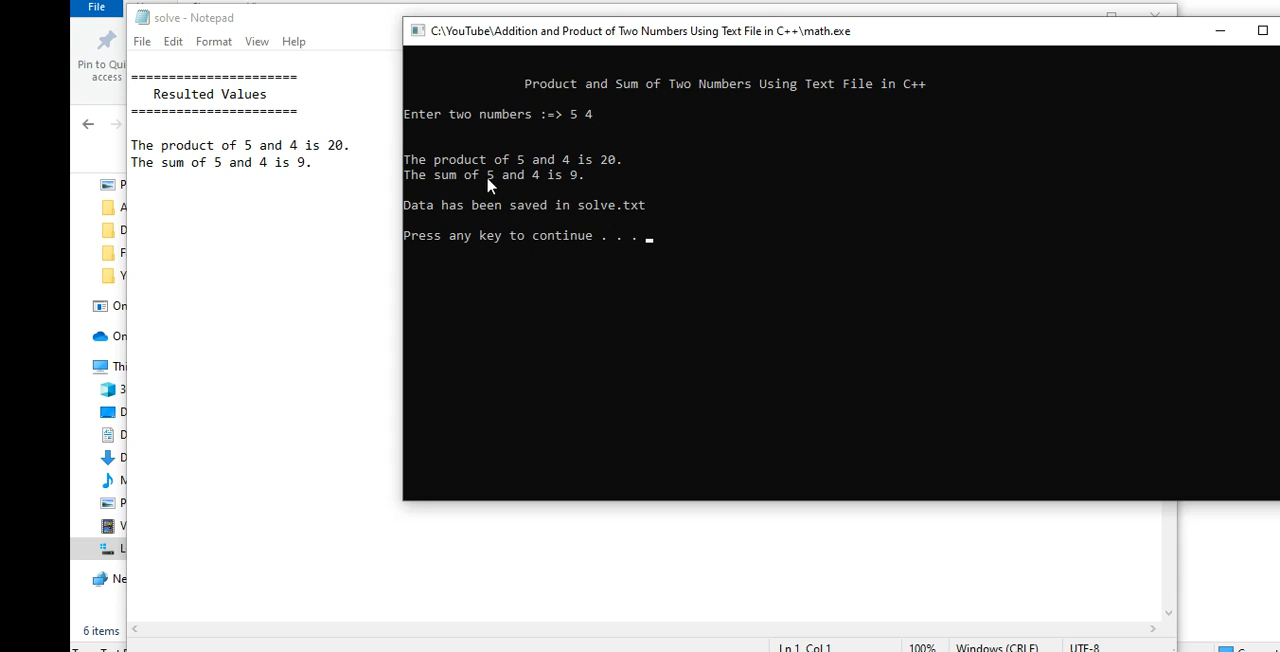 File
Pin to Qui
access
6 items
solve - Notepad
File Edit Format View Help
======================
Resulted Values
======================
The product of 5 and 4 is 20.
The sum of 5 and 4 is 9.
Ln 1, Col 1 100% Windows (CRLF) UTF-8
C:\YouTube\Addition and Product of Two Numbers Using Text File in C++\math.exe
Product and Sum of Two Numbers Using Text File in C++
Enter two numbers :=> 5 4
The product of 5 and 4 is 20.
The sum of 5 and 4 is 9.
Data has been saved in solve.txt
Press any key to continue . . .